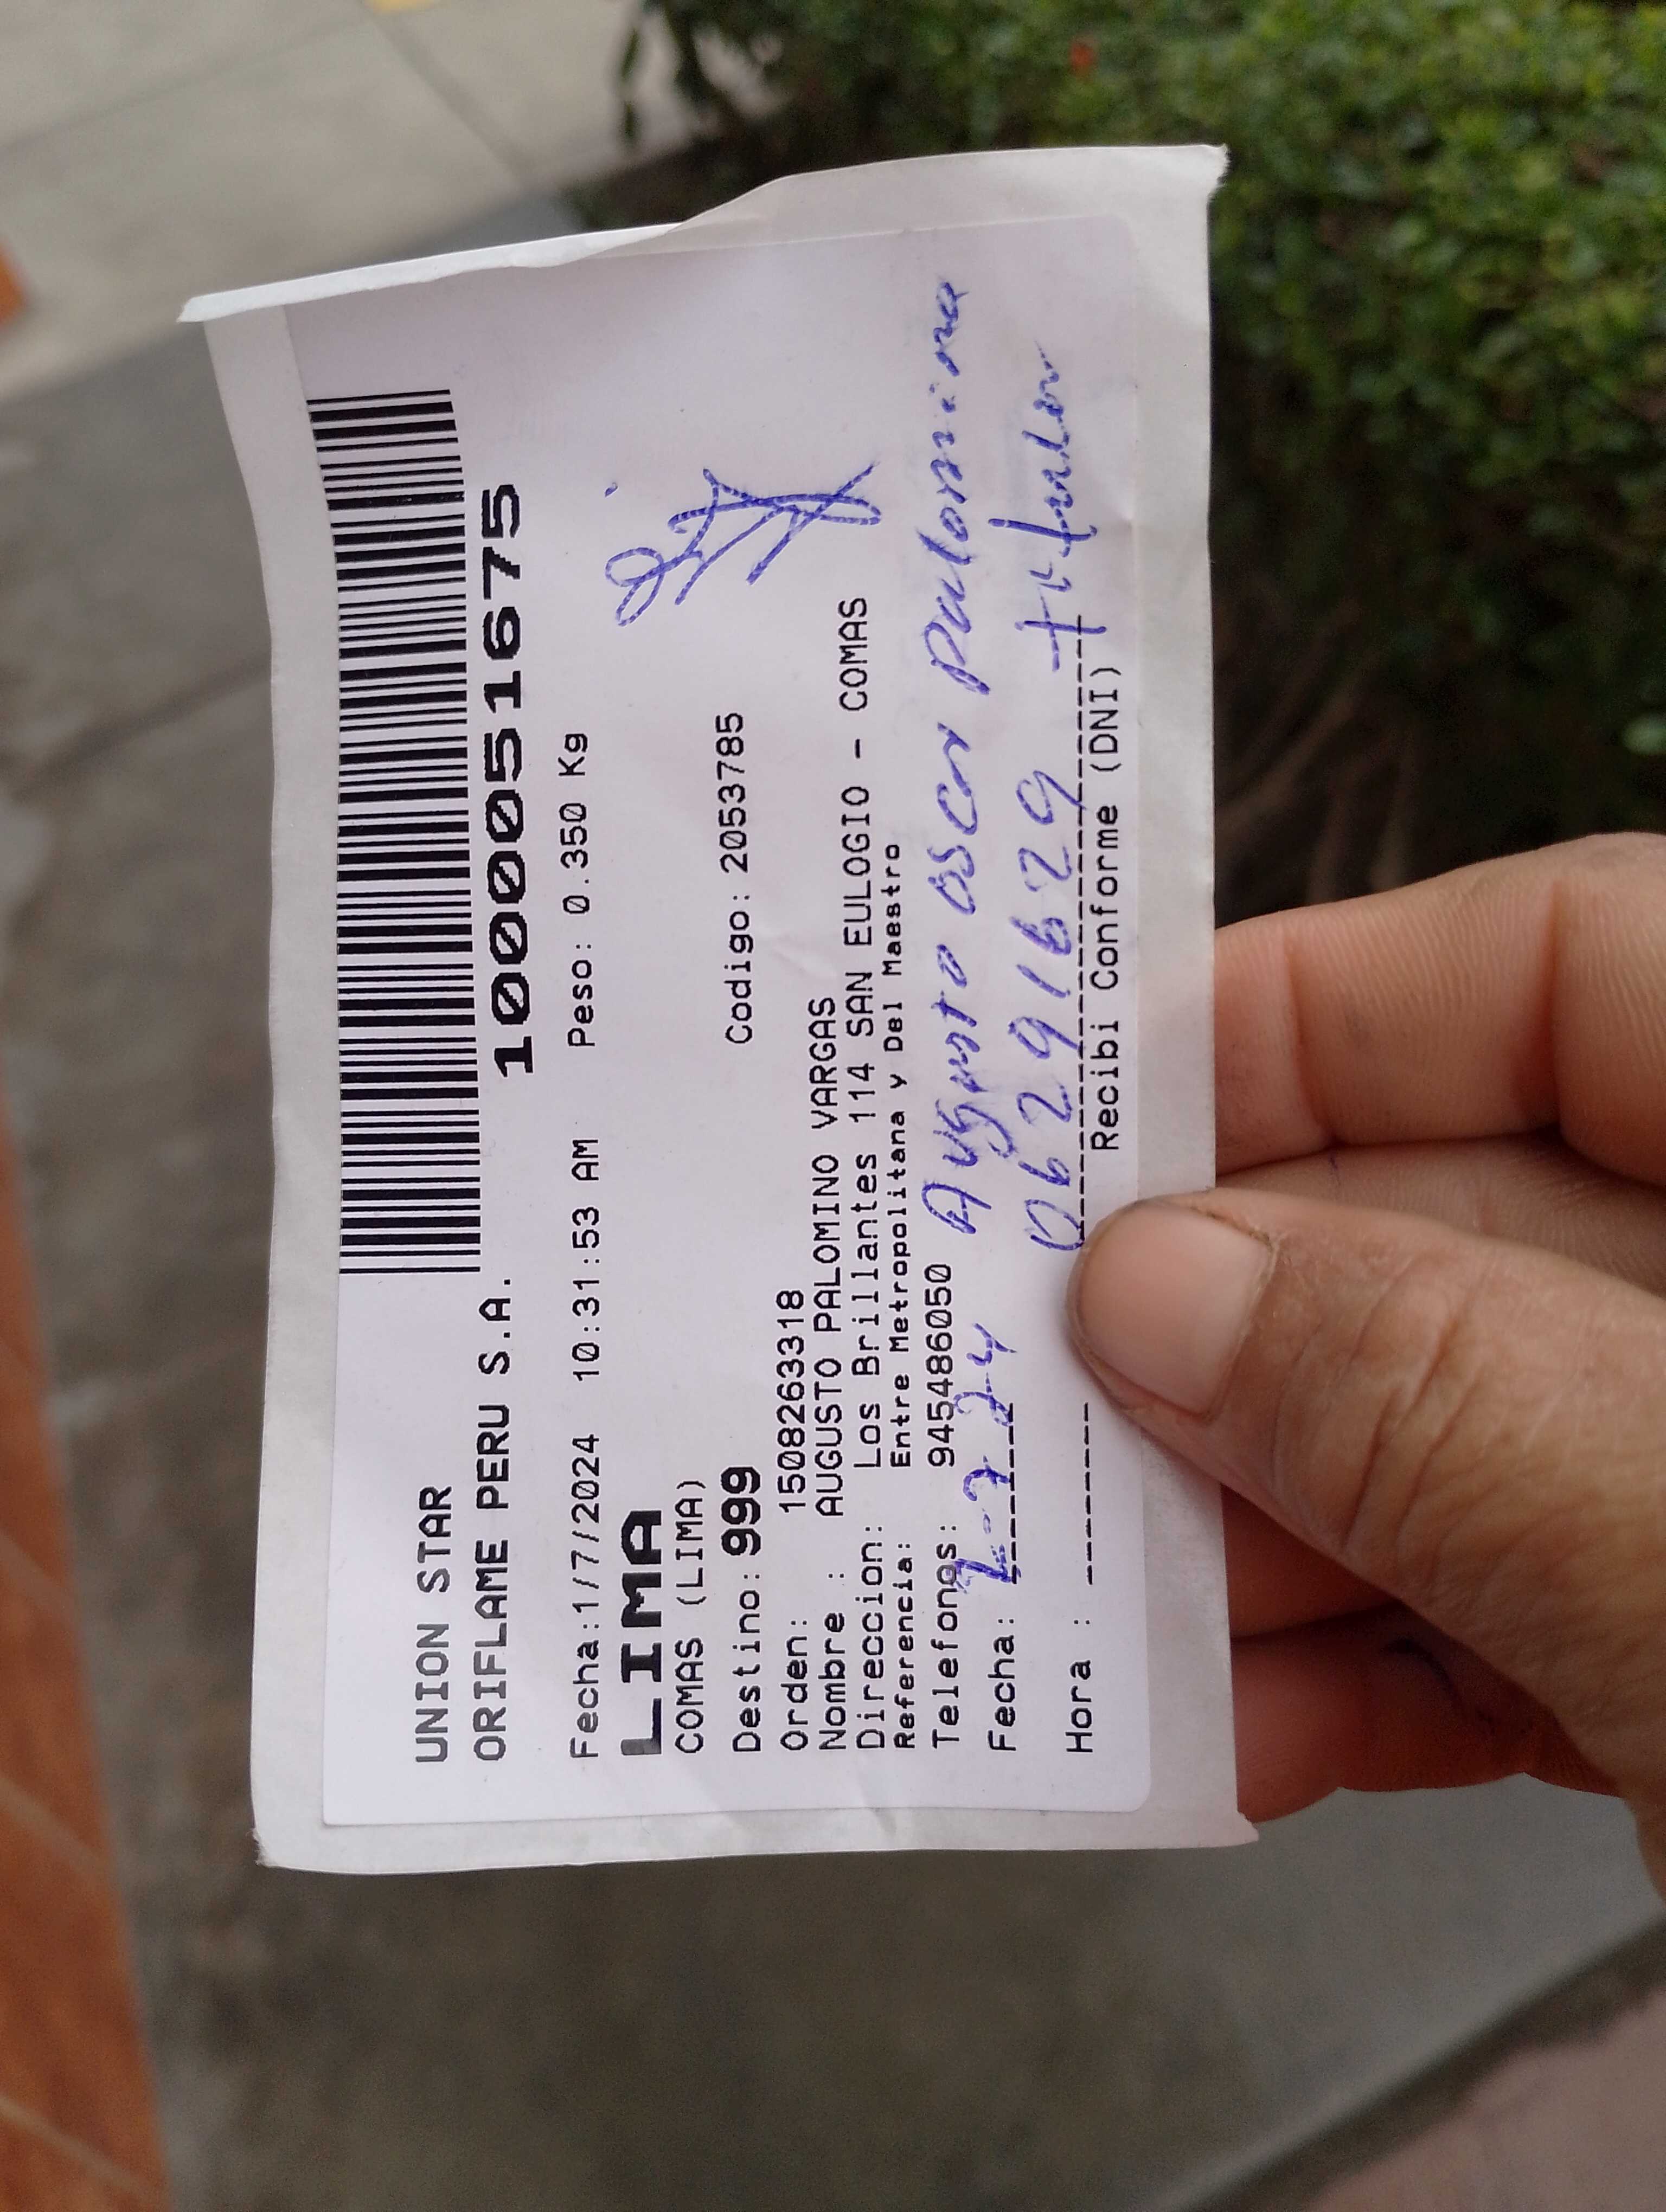 UNION STAR
ORIFLAME PERU S.A.
1000051675
Fecha:1/7/2024 10:31:53 AM Peso: 0.350 Kg
LIMA
COMAS (LIMA)
Destino: 999 Codigo: 2053785
Orden: 1508263318
Nombre : AUGUSTO PALOMINO VARGAS
Direccion: Los Brillantes 114 SAN EULOGIO - COMAS
Referencia: Entre Metropolitana y Del Maestro
Telefonos: 945486050 Augusto oscar Palomino
Fecha: 24 06291629 titular
Hora :
Recibi Conforme (DNI)